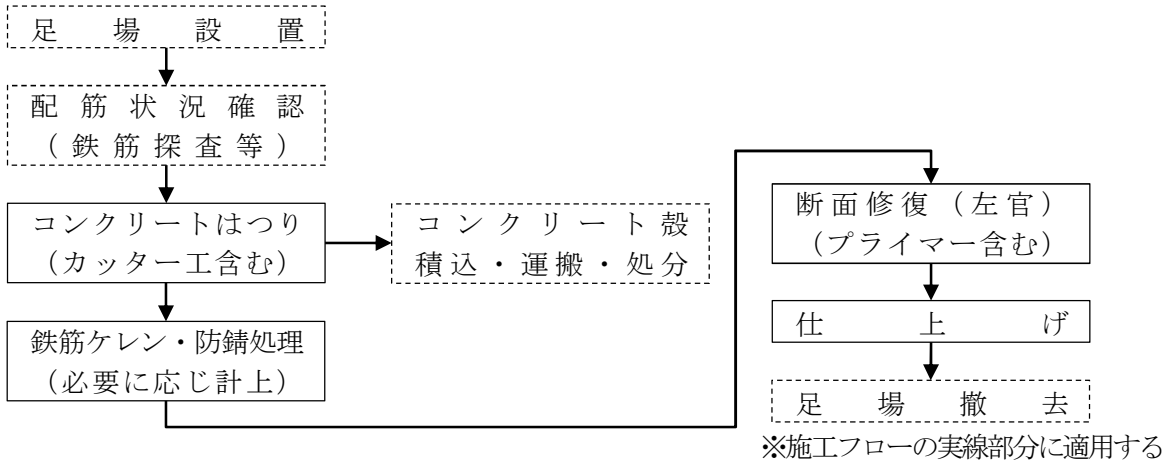 足場設置
配筋状況確認
（鉄筋探査等）
コンクリートはつり
（カッター工含む）
コンクリート殻
積込・運搬・処分
鉄筋ケレン・防錆処理
（必要に応じ計上）
断面修復（左官）
（プライマー含む）
仕上げ
足場撤去
※施工フローの実線部分に適用する